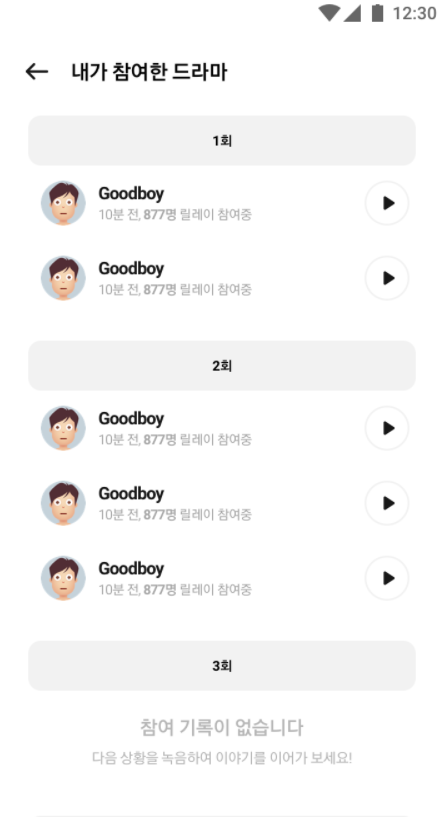 12:30
내가 참여한 드라마
1회
Goodboy
10분 전, 877명 릴레이 참여중
Goodboy
10분 전, 877명 릴레이 참여중
2회
Goodboy
10분 전, 877명 릴레이 참여중
Goodboy
10분 전, 877명 릴레이 참여중
Goodboy
10분 전, 877명 릴레이 참여중
3회
참여 기록이 없습니다
다음 상황을 녹음하여 이야기를 이어가 보세요!